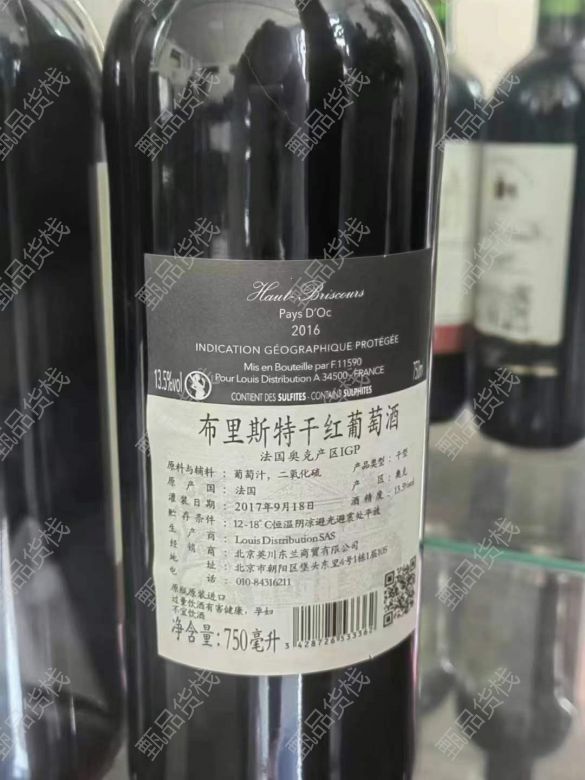 Haut-Briscours
Pays D'Oc
2016
INDICATION GÉOGRAPHIQUE PROTÉGÉE
Mis en Bouteille par F.11590
13.5%vol
Pour Louis Distribution A 34500 - FRANCE
CONTIENT DES SULFITES - CONTAINS SULPHITES
布里斯特干红葡萄酒
法国奥克产区IGP
原料与辅料：葡萄汁，二氧化硫 产品类型：干型
原产国：法国 产区：奥克
灌装日期：2017年9月18日 酒精度：13.5%vol
贮存条件：12-18°C恒温阴凉避光避震处平放
生产商：Louis Distribution SAS
经销商：北京英川东兰商贸有限公司
地址：北京市朝阳区堡头东里4号1栋1层105
电话：010-84316211
原瓶原装进口
过量饮酒有害健康，孕妇
不宜饮酒
净含量：750毫升
3 428726 533336
甄品货栈